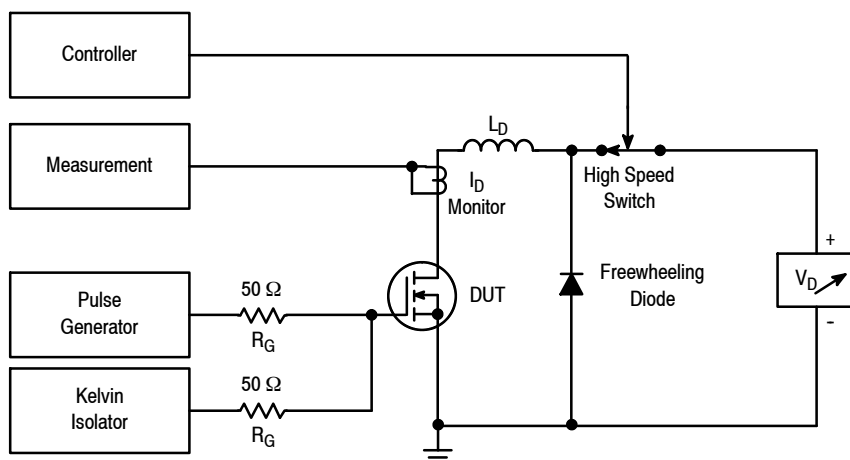 Controller
Measurement
L_D
I_D
Monitor
High Speed
Switch
+
V_D
-
Freewheeling
Diode
DUT
Pulse
Generator
50 Ω
R_G
Kelvin
Isolator
50 Ω
R_G